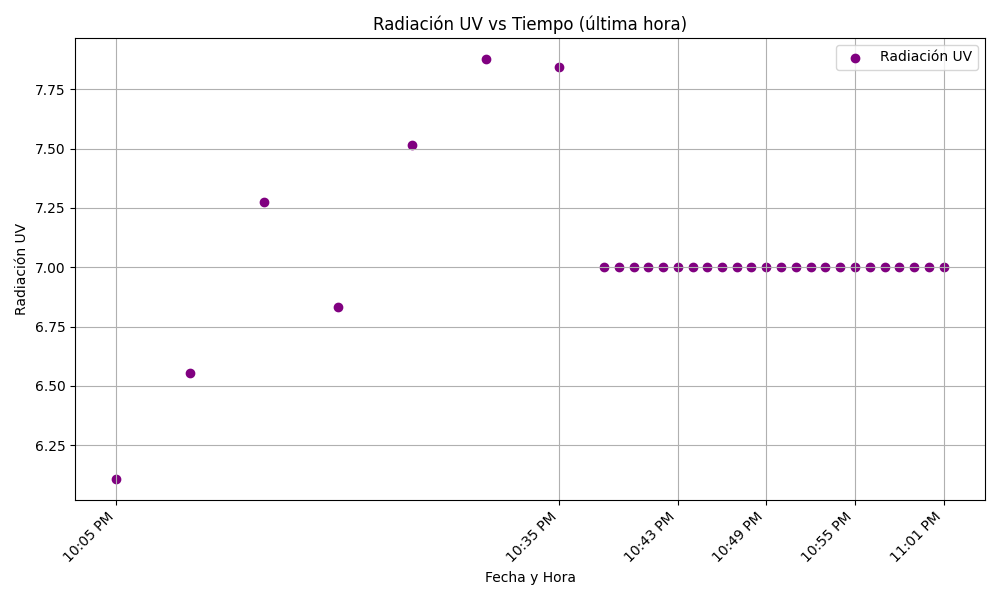 Radiación UV vs Tiempo (última hora)
Radiación UV
7.75
7.50
7.25
7.00
6.75
6.50
6.25
Radiación UV
10:05 PM
10:35 PM
10:43 PM
10:49 PM
10:55 PM
11:01 PM
Fecha y Hora